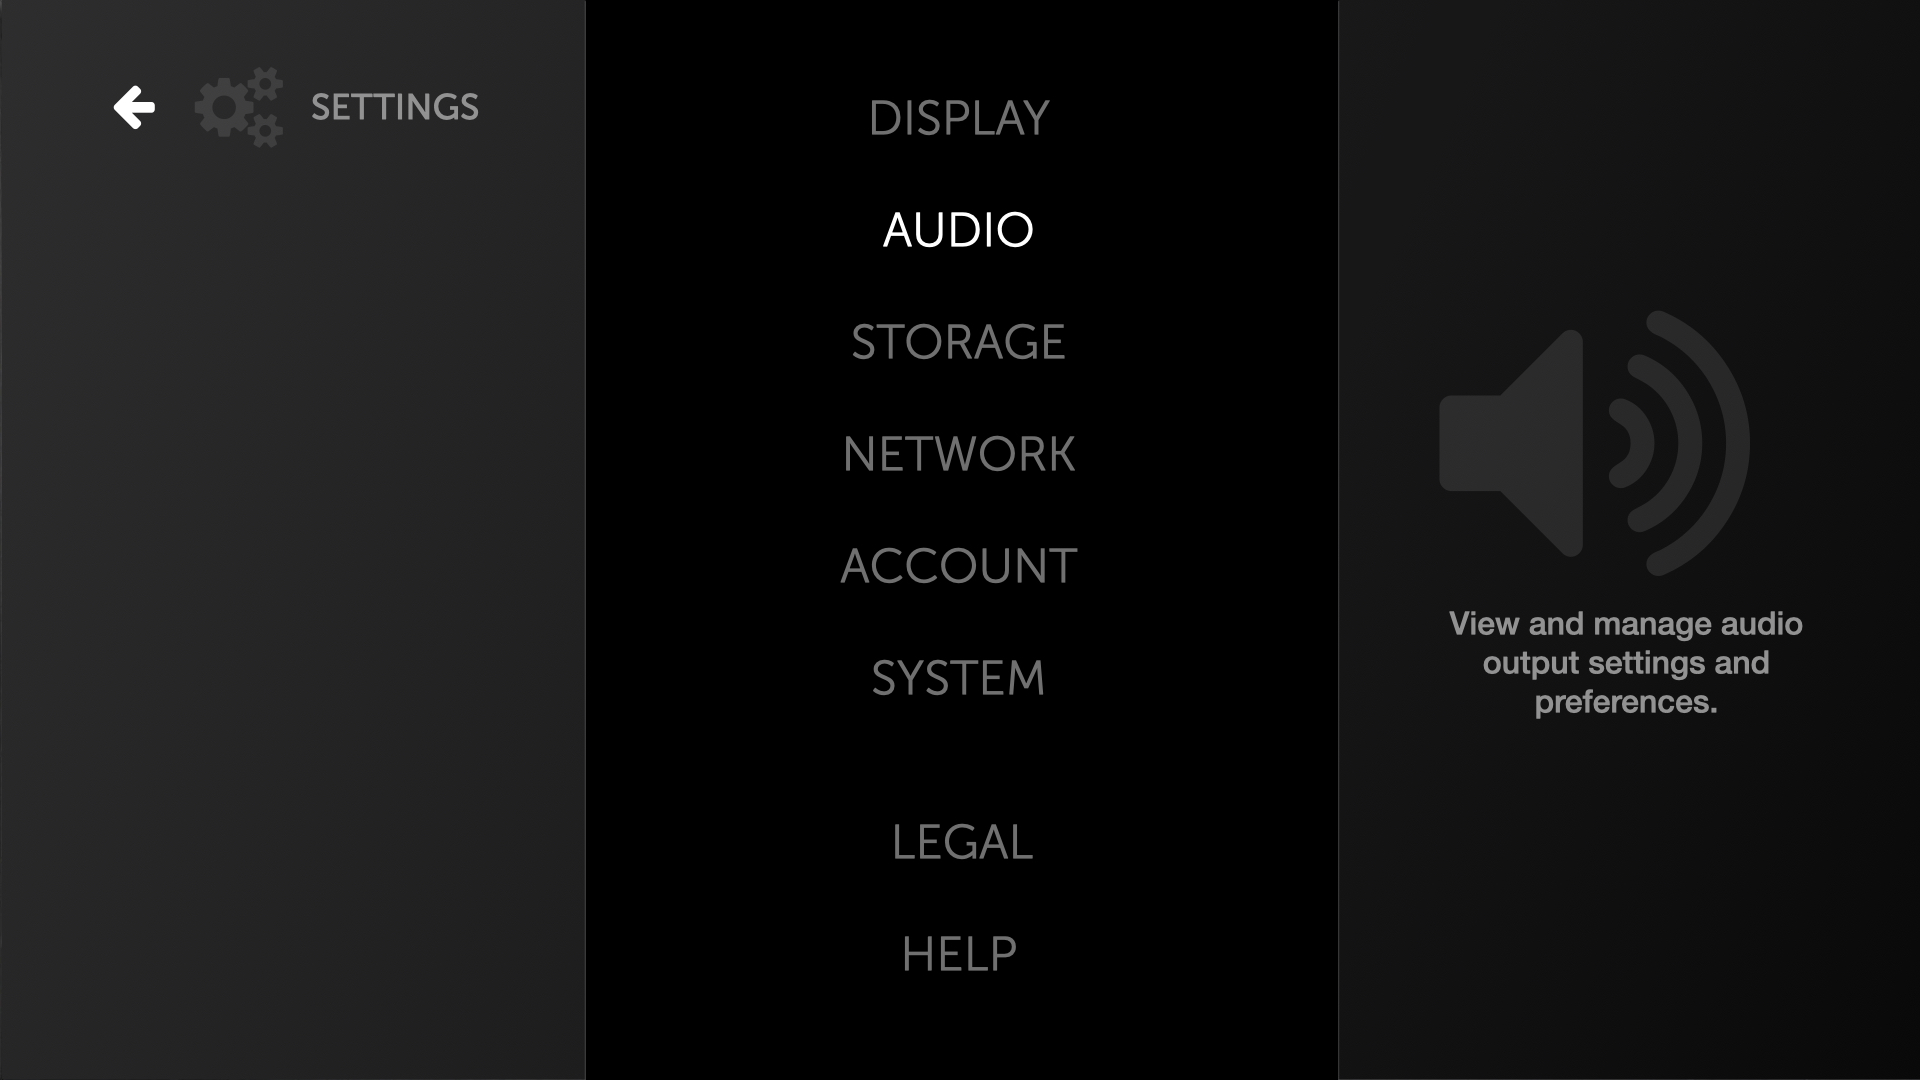 SETTINGS
DISPLAY
AUDIO
STORAGE
NETWORK
ACCOUNT
SYSTEM
LEGAL
HELP
View and manage audio
output settings and
preferences.